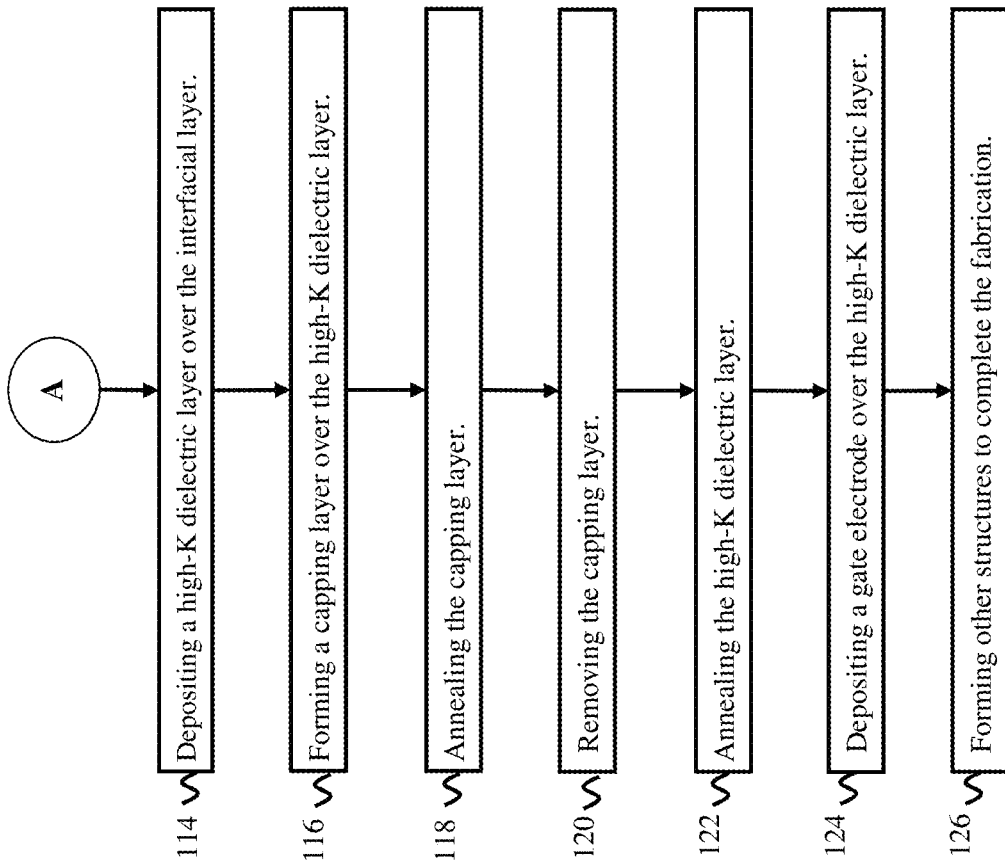 A
114 Depositing a high-K dielectric layer over the interfacial layer.
116 Forming a capping layer over the high-K dielectric layer.
118 Annealing the capping layer.
120 Removing the capping layer.
122 Annealing the high-K dielectric layer.
124 Depositing a gate electrode over the high-K dielectric layer.
126 Forming other structures to complete the fabrication.